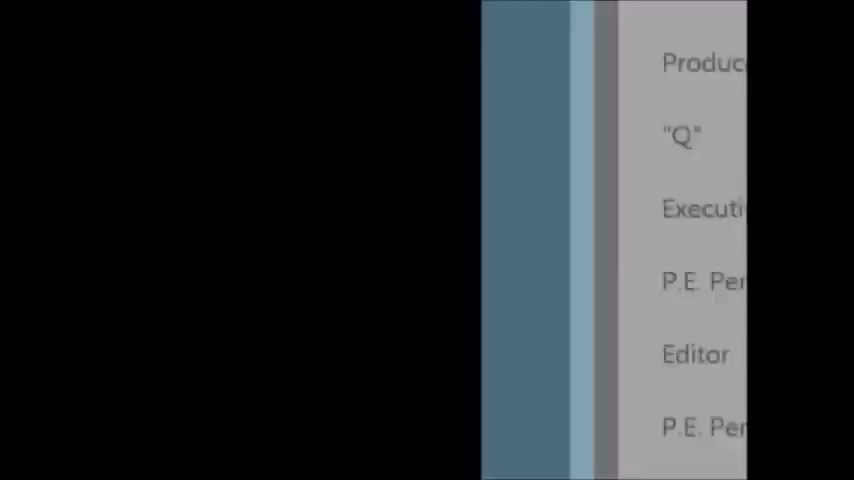 Produc
"Q"
Executi
P.E. Per
Editor
P.E. Per